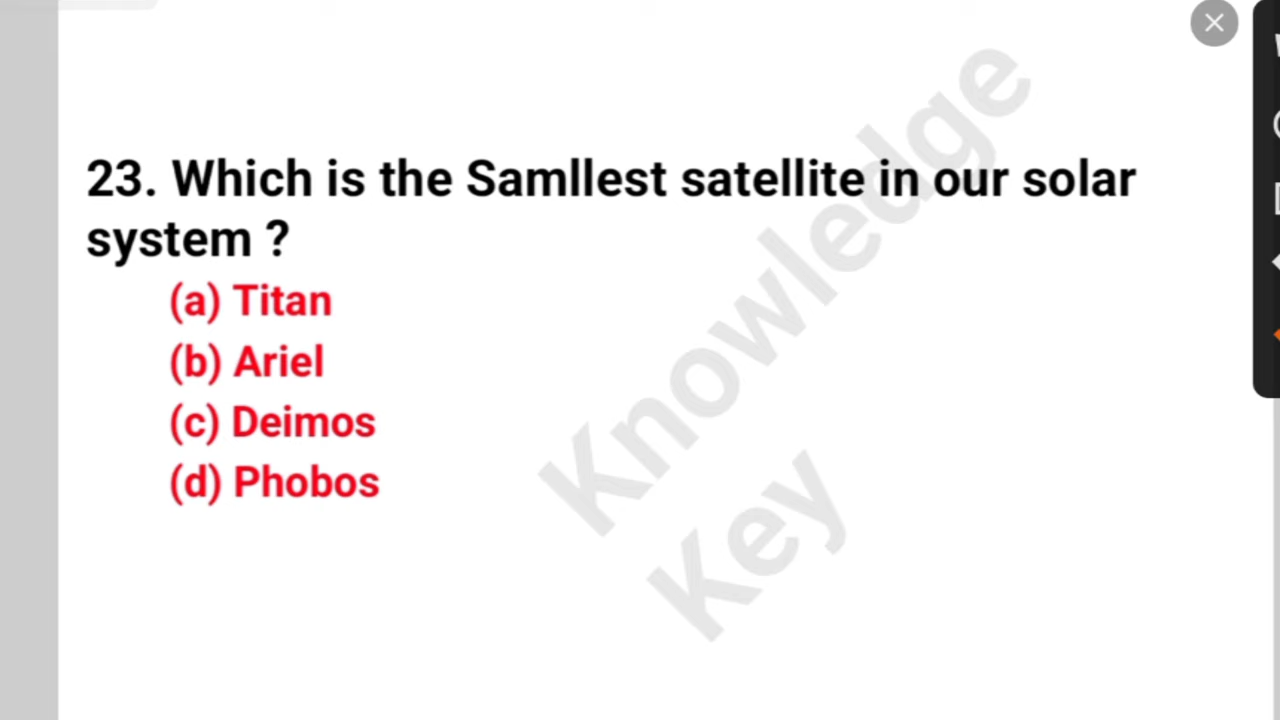 23. Which is the Samllest satellite in our solar
system ?
(a) Titan
(b) Ariel
(c) Deimos
(d) Phobos
Knowledge
Key